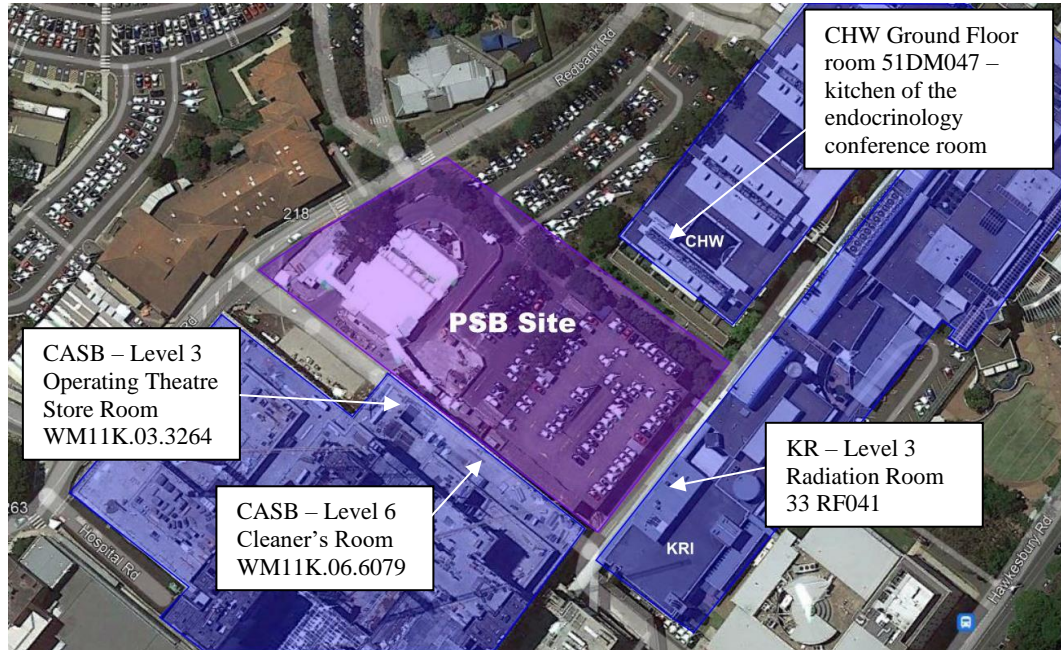 CHW Ground Floor
room 51DM047 –
kitchen of the
endocrinology
conference room
Redbank Rd
218
CHW
PSB Site
Rd
CASB – Level 3
Operating Theatre
Store Room
WM11K.03.3264
KR – Level 3
Radiation Room
33 RF041
CASB – Level 6
Cleaner's Room
WM11K.06.6079
263
Hospital Rd
KRI
Hawkesbury Rd